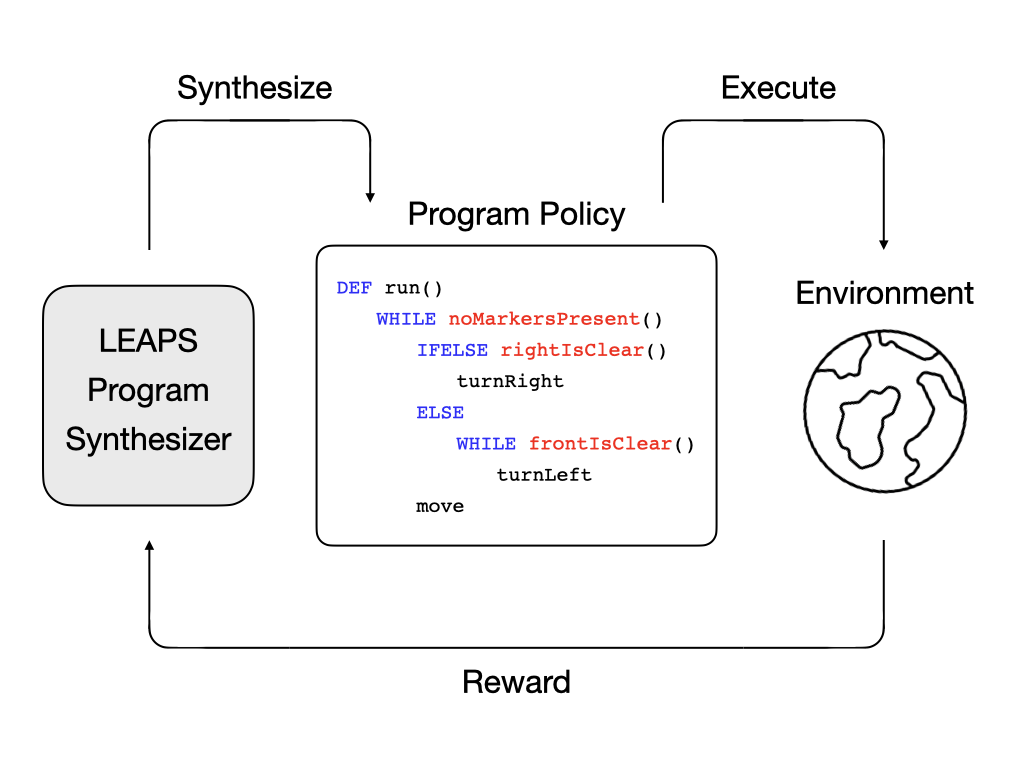 Synthesize
Execute
Program Policy
LEAPS
Program
Synthesizer
DEF run()
WHILE noMarkersPresent()
IFELSE rightIsClear()
turnRight
ELSE
WHILE frontIsClear()
turnLeft
move
Environment
Reward